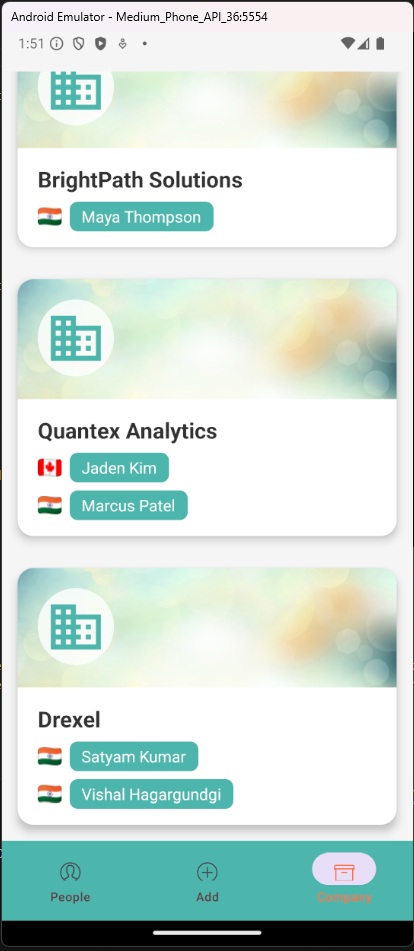 Android Emulator - Medium_Phone_API_36:5554
1:51
BrightPath Solutions
Maya Thompson
Quantex Analytics
Jaden Kim
Marcus Patel
Drexel
Satyam Kumar
Vishal Hagargundgi
People
Add
Company